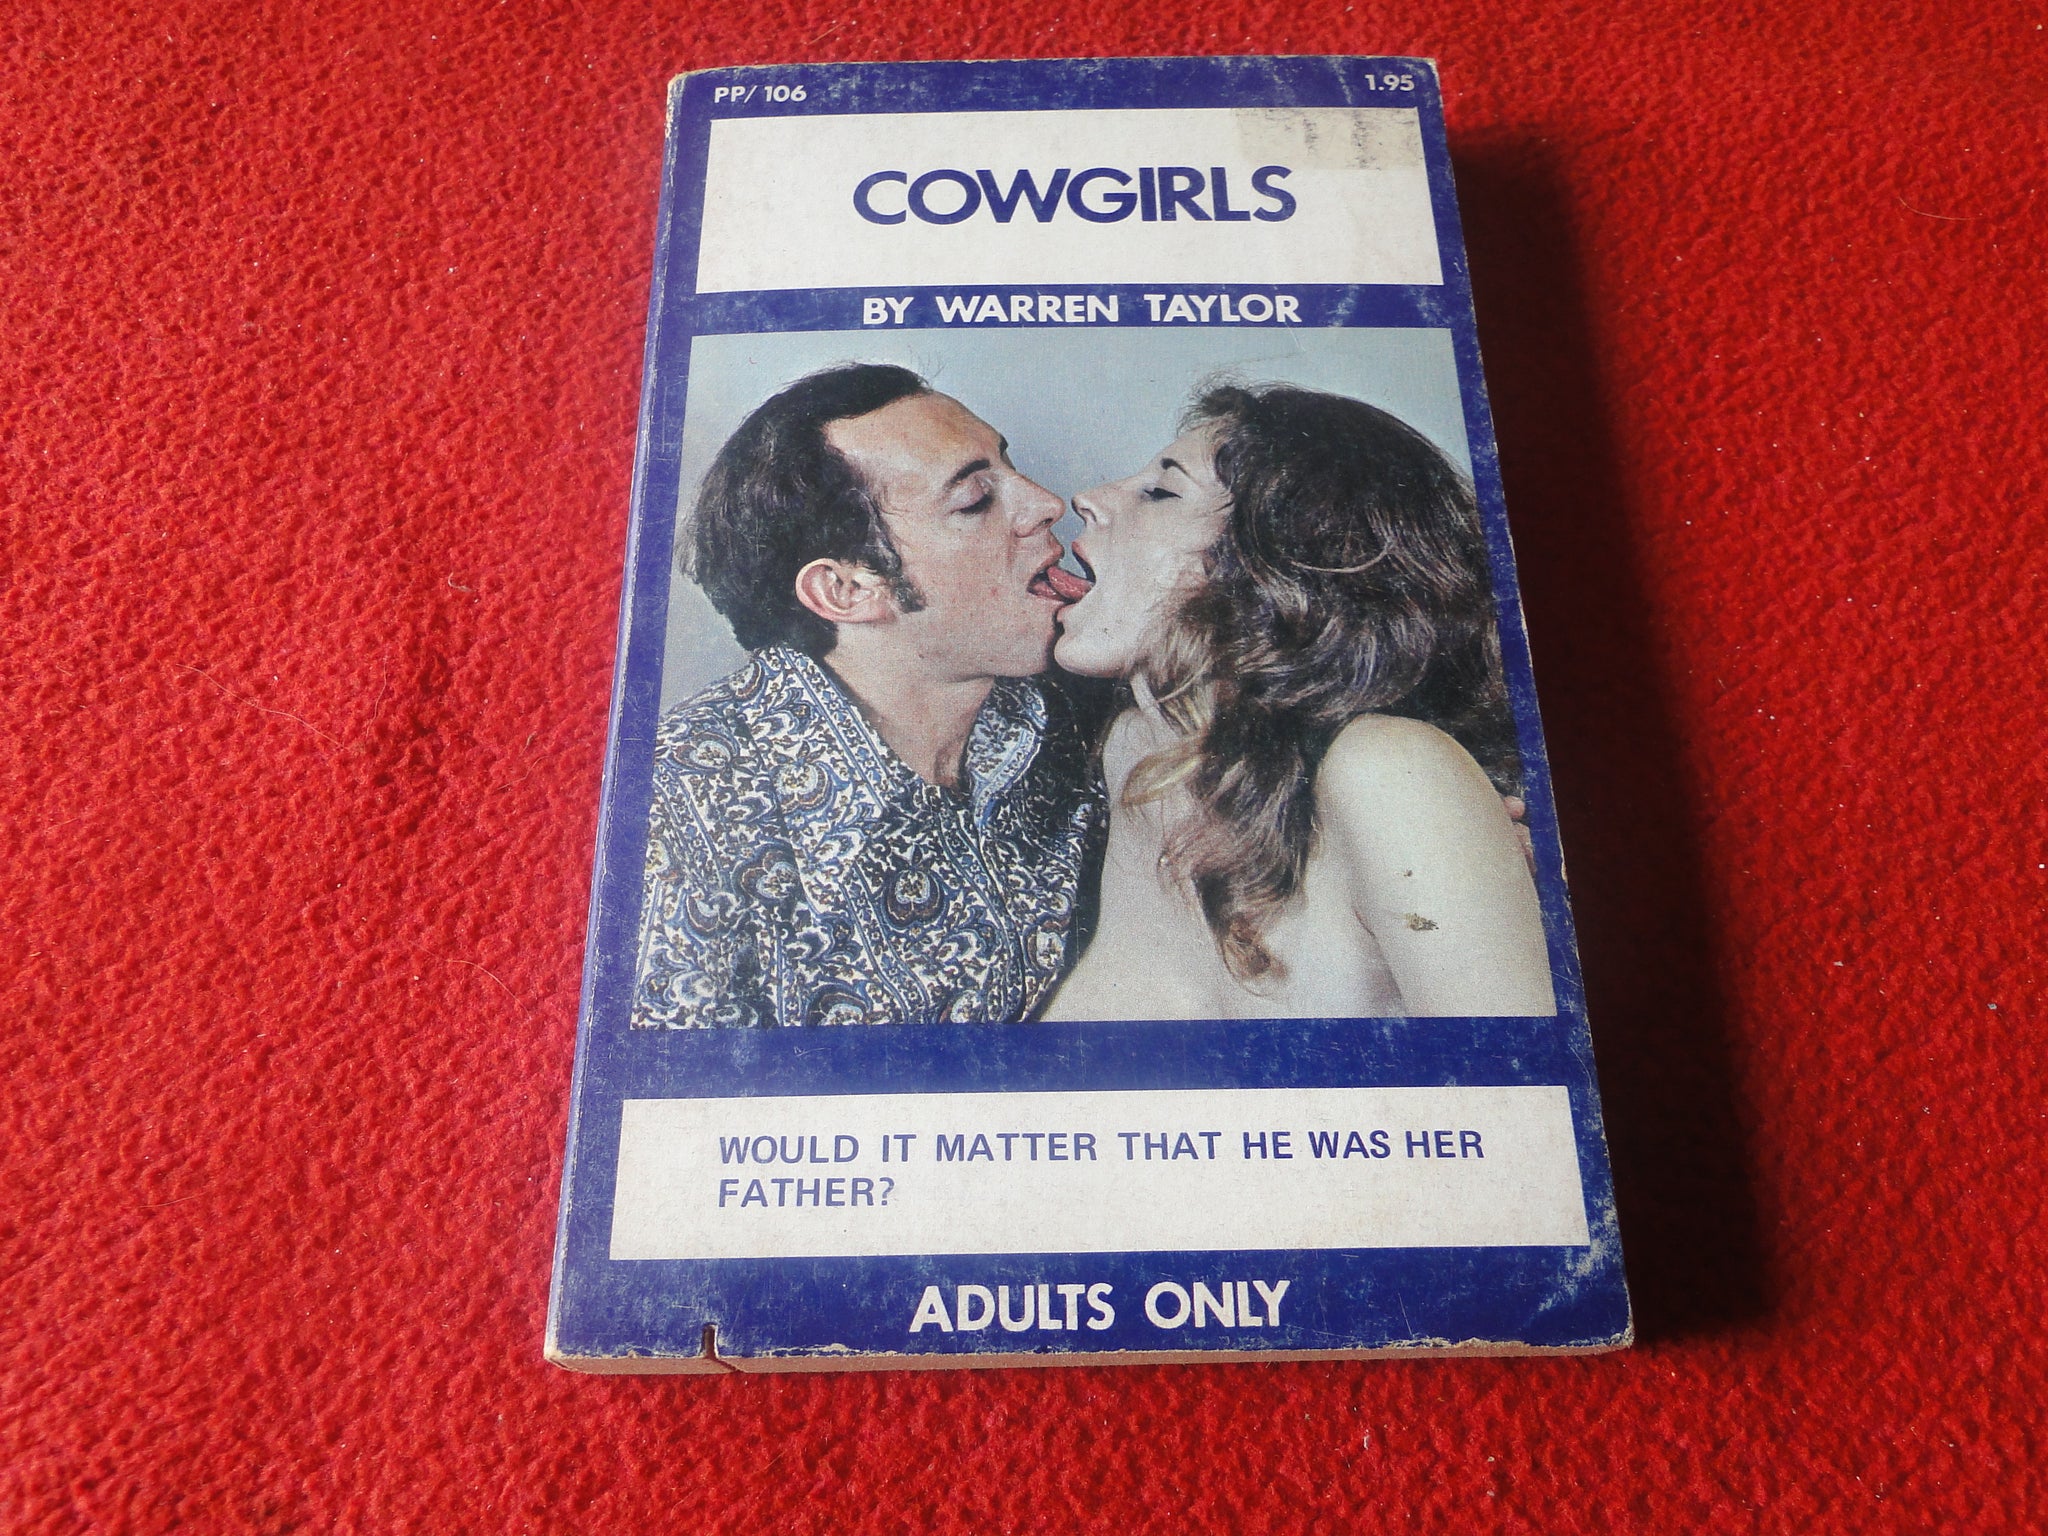 PP/ 106
1.95
COWGIRLS
BY WARREN TAYLOR
WOULD IT MATTER THAT HE WAS HER
FATHER?
ADULTS ONLY